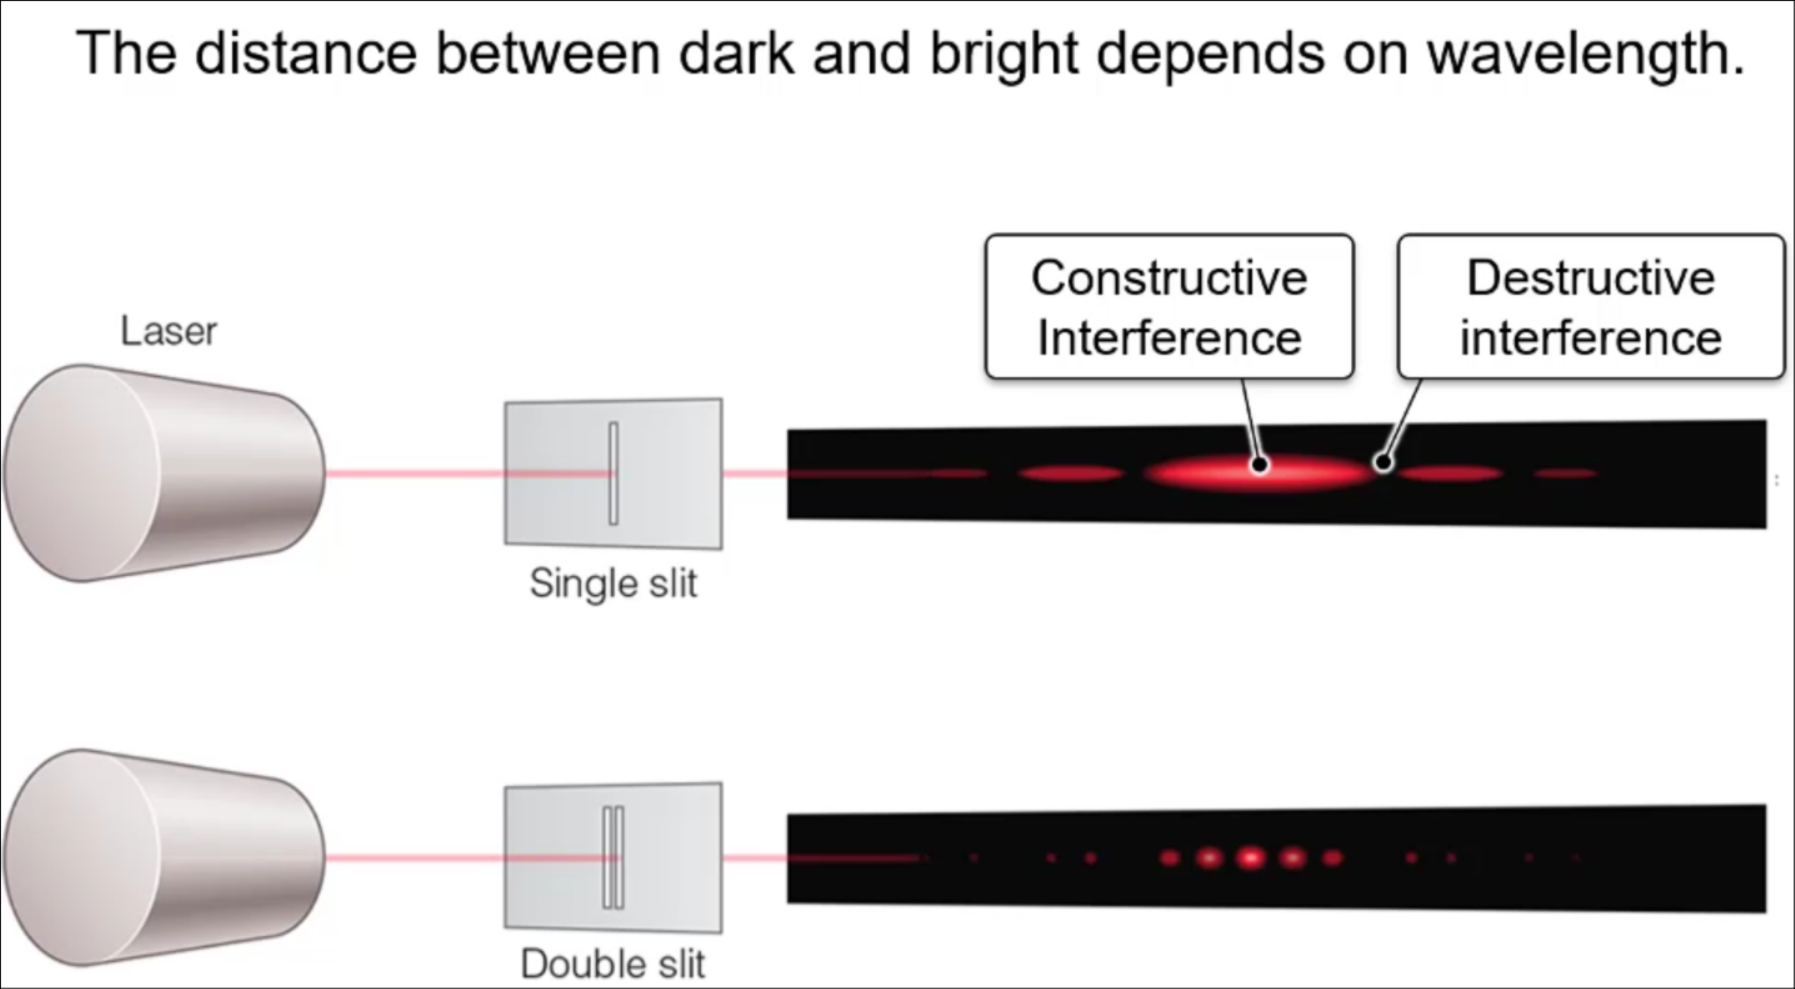 The distance between dark and bright depends on wavelength.
Constructive
Interference
Destructive
interference
Laser
Single slit
Double slit